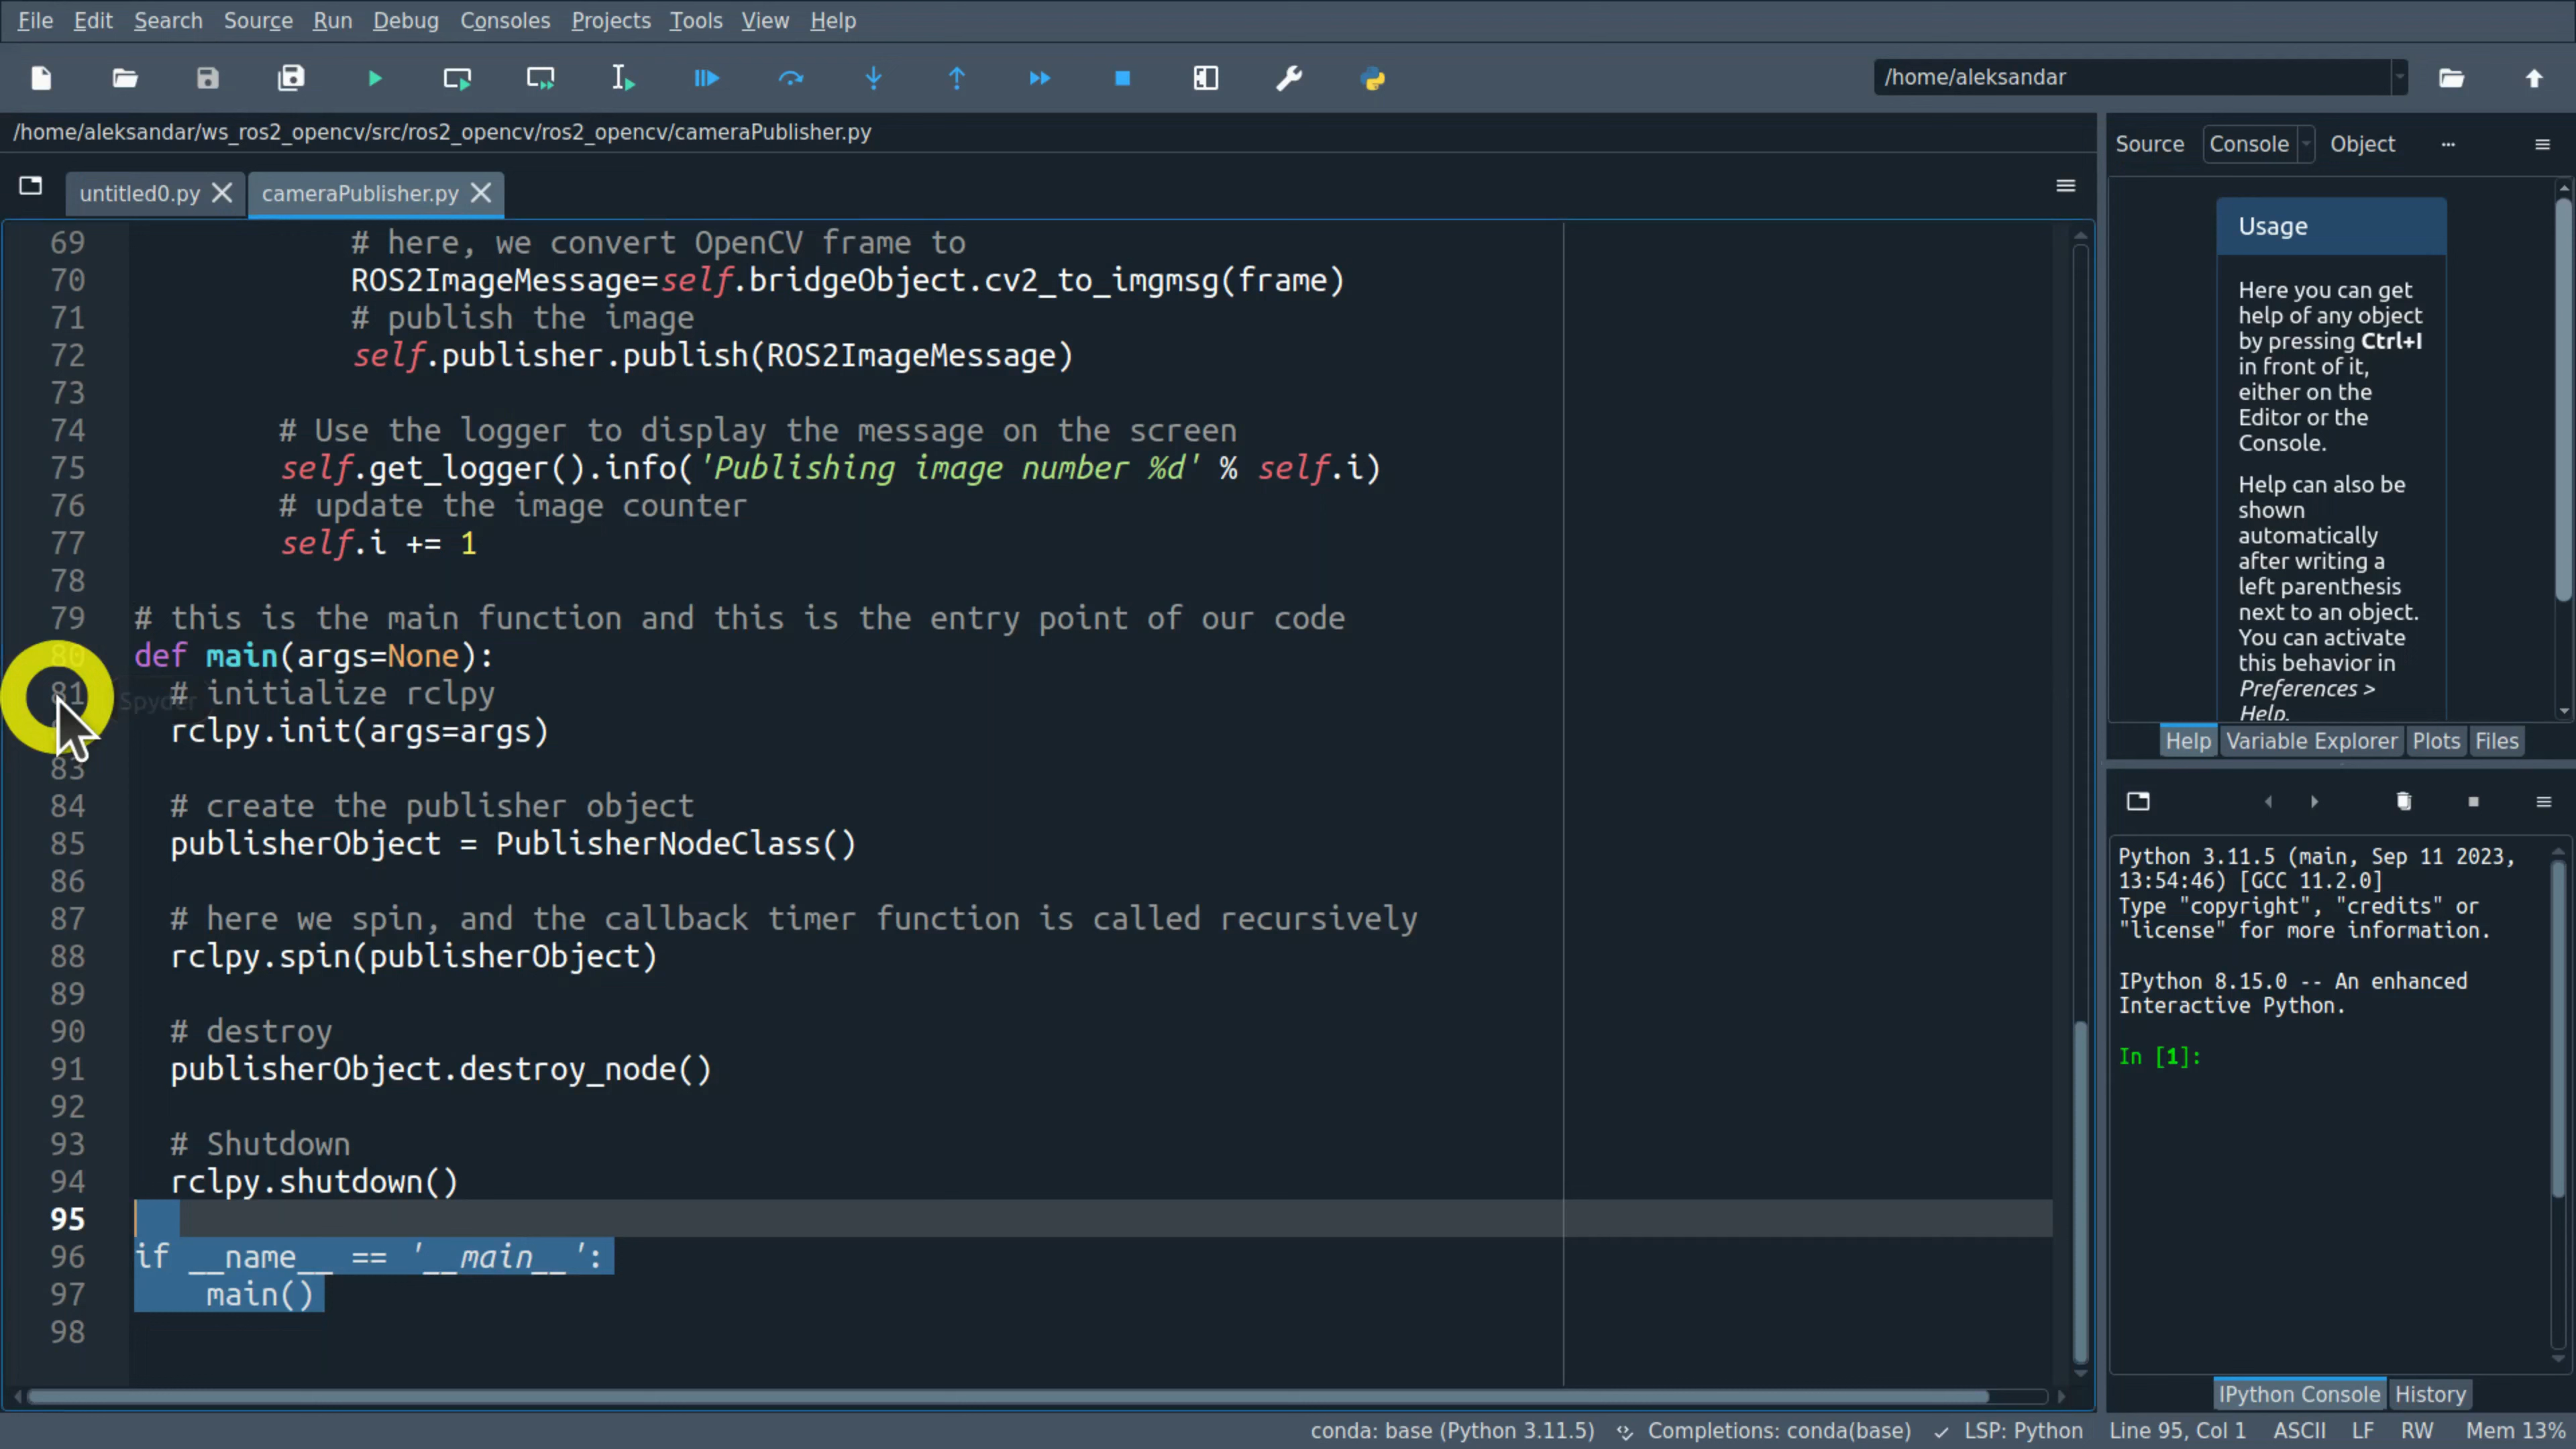 File Edit Search Source Run Debug Consoles Projects Tools View Help
/home/aleksandar
/home/aleksandar/ws_ros2_opencv/src/ros2_opencv/ros2_opencv/cameraPublisher.py
untitled0.py cameraPublisher.py
69 # here, we convert OpenCV frame to
70 ROS2ImageMessage=self.bridgeObject.cv2_to_imgmsg(frame)
71 # publish the image
72 self.publisher.publish(ROS2ImageMessage)
73
74 # Use the logger to display the message on the screen
75 self.get_logger().info('Publishing image number %d' % self.i)
76 # update the image counter
77 self.i += 1
78
79 # this is the main function and this is the entry point of our code
80 def main(args=None):
81 # initialize rclpy
Spyder
rclpy.init(args=args)
83
84 # create the publisher object
85 publisherObject = PublisherNodeClass()
86
87 # here we spin, and the callback timer function is called recursively
88 rclpy.spin(publisherObject)
89
90 # destroy
91 publisherObject.destroy_node()
92
93 # Shutdown
94 rclpy.shutdown()
95
96 if __name__ == '__main__':
97 main()
98
Source Console Object
Usage
Here you can get
help of any object
by pressing Ctrl+I
in front of it,
either on the
Editor or the
Console.
Help can also be
shown
automatically
after writing a
left parenthesis
next to an object.
You can activate
this behavior in
Preferences >
Help.
Help Variable Explorer Plots Files
Python 3.11.5 (main, Sep 11 2023,
13:54:46) [GCC 11.2.0]
Type "copyright", "credits" or
"license" for more information.
IPython 8.15.0 -- An enhanced
Interactive Python.
In [1]:
IPython Console History
conda: base (Python 3.11.5) Completions: conda(base) LSP: Python Line 95, Col 1 ASCII LF RW Mem 13%